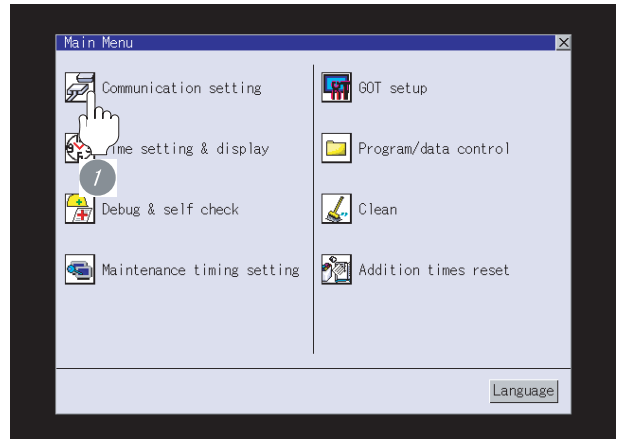 Main Menu
Communication setting
GOT setup
Time setting & display
Program/data control
1
Debug & self check
Clean
Maintenance timing setting
Addition times reset
Language